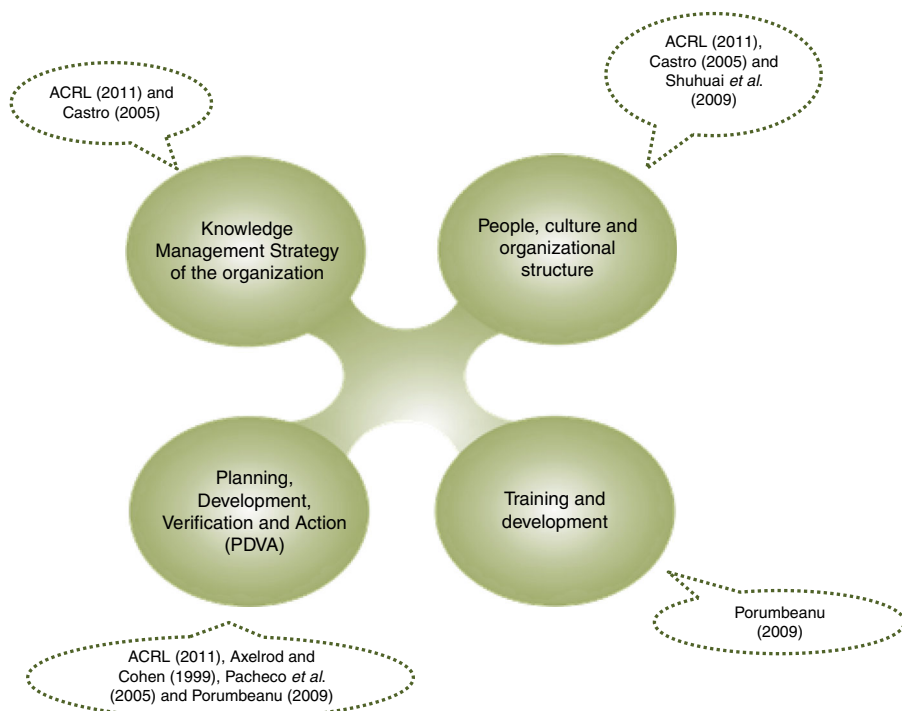 ACRL (2011) and
Castro (2005)
ACRL (2011),
Castro (2005) and
Shuhuai et al.
(2009)
Knowledge
Management Strategy
of the organization
People, culture and
organizational
structure
Planning,
Development,
Verification and Action
(PDVA)
Training and
development
Porumbeanu
(2009)
ACRL (2011), Axelrod and
Cohen (1999), Pacheco et al.
(2005) and Porumbeanu (2009)